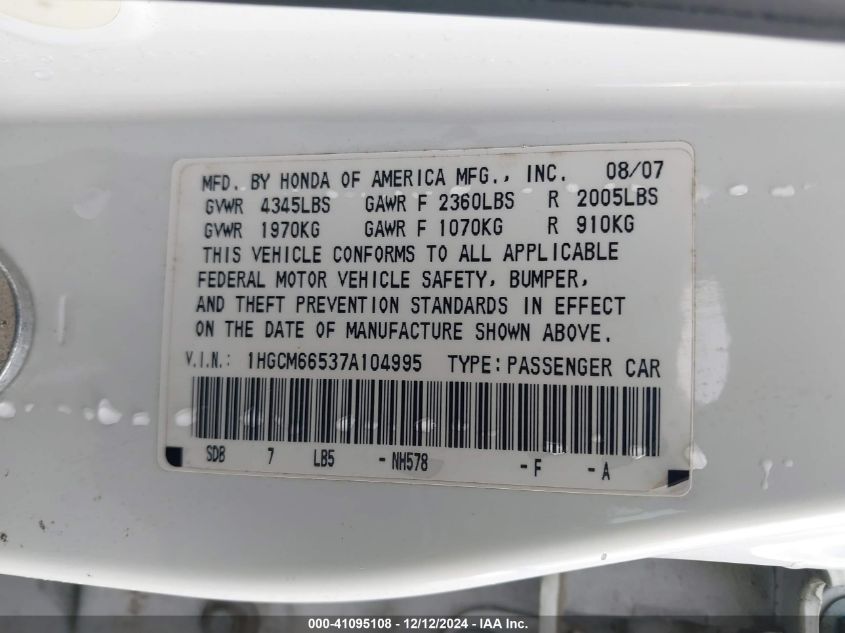 MFD. BY HONDA OF AMERICA MFG., INC. 08/07
GVWR 4345LBS GAWR F 2360LBS R 2005LBS
GVWR 1970KG GAWR F 1070KG R 910KG
THIS VEHICLE CONFORMS TO ALL APPLICABLE
FEDERAL MOTOR VEHICLE SAFETY, BUMPER,
AND THEFT PREVENTION STANDARDS IN EFFECT
ON THE DATE OF MANUFACTURE SHOWN ABOVE.
V.I.N.: 1HGCM66537A104995 TYPE: PASSENGER CAR
SDB 7 LB5 - NH578 - F - A
000-41095108 - 12/12/2024 - IAAI.com